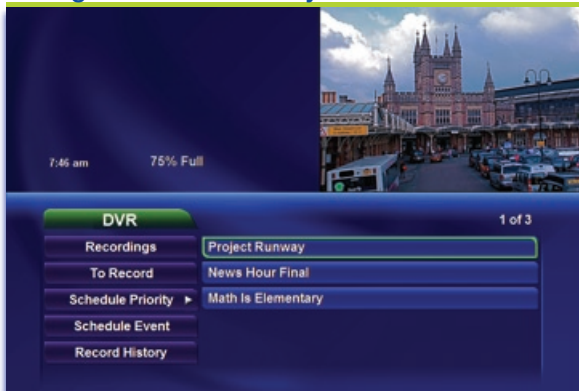 7:46 am 75% Full
DVR 1 of 3
Recordings Project Runway
To Record News Hour Final
Schedule Priority ▸ Math Is Elementary
Schedule Event
Record History